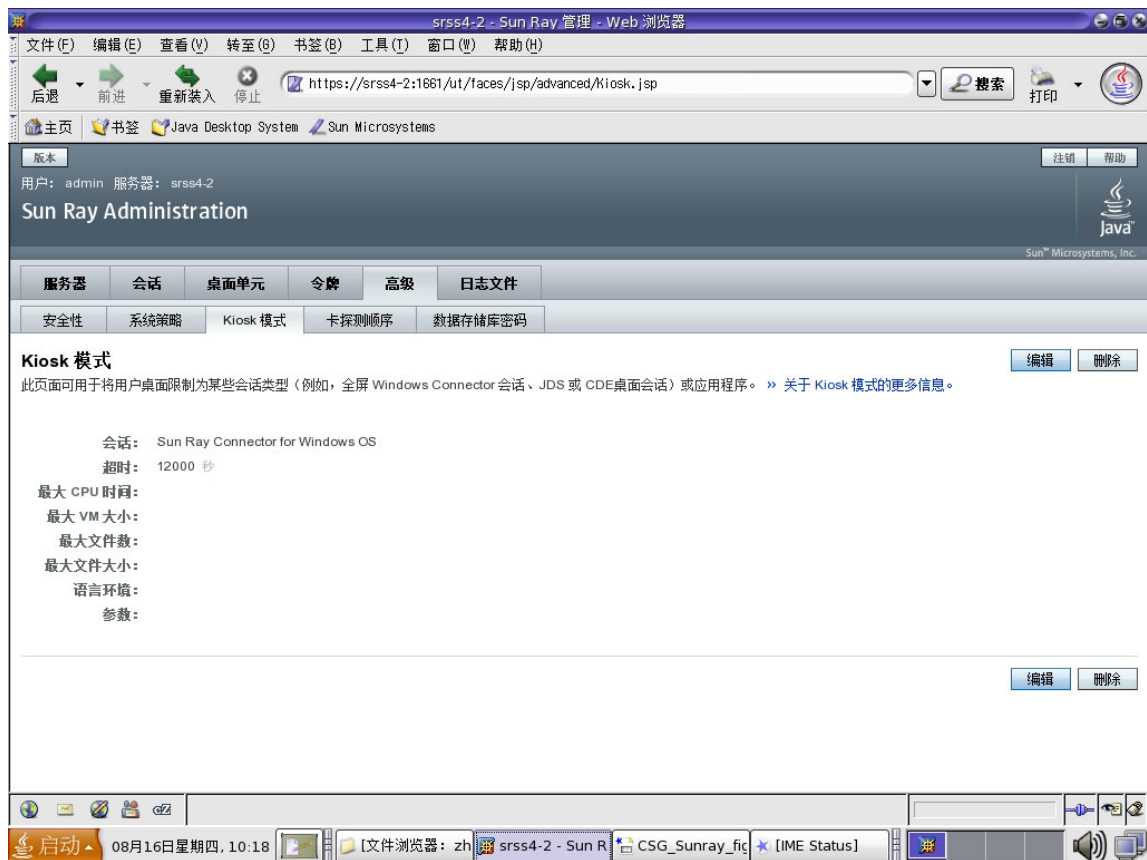 srss4-2 - Sun Ray 管理 - Web 浏览器
文件(F) 编辑(E) 查看(V) 转至(G) 书签(B) 工具(T) 窗口(W) 帮助(H)
后退 前进 重新装入 停止 https://srss4-2:1661/ut/faces/jsp/advanced/Kiosk.jsp 搜索 打印
主页 书签 Java Desktop System Sun Microsystems
版本 注销 帮助
用户: admin 服务器: srss4-2
Sun Ray Administration
Java™
Sun™ Microsystems, Inc.
服务器 会话 桌面单元 令牌 高级 日志文件
安全性 系统策略 Kiosk 模式 卡探测顺序 数据存储库密码
Kiosk 模式 编辑 删除
此页面可用于将用户桌面限制为某些会话类型（例如，全屏 Windows Connector 会话、JDS 或 CDE桌面会话）或应用程序。 » 关于 Kiosk 模式的更多信息。
会话: Sun Ray Connector for Windows OS
超时: 12000 秒
最大 CPU 时间:
最大 VM 大小:
最大文件数:
最大文件大小:
语言环境:
参数:
编辑 删除
启动 08月16日星期四, 10:18 [文件浏览器: zh srss4-2 - Sun R CSG_Sunray_fig [IME Status]